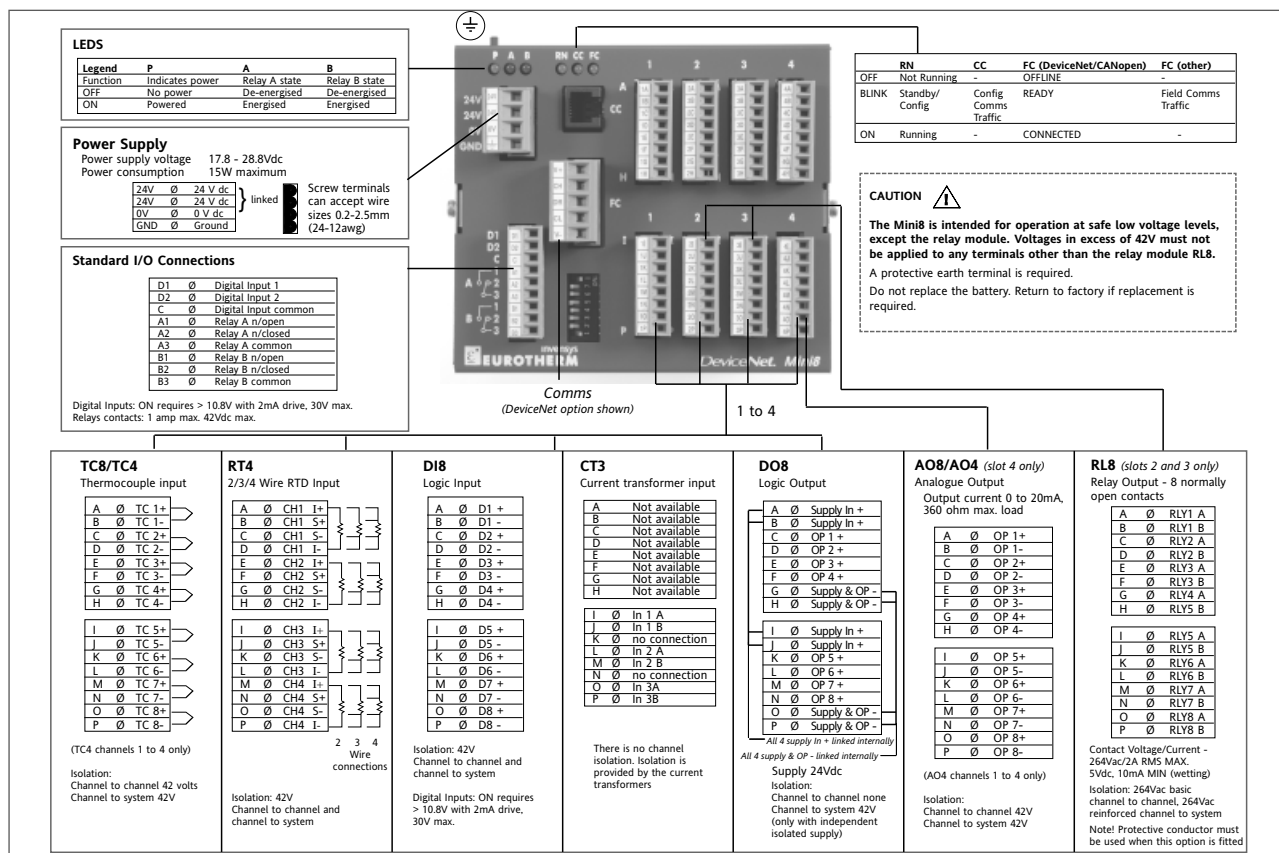 LEDS
Legend P A B
Function Indicates power Relay A state Relay B state
OFF No power De-energised De-energised
ON Powered Energised Energised
Power Supply
Power supply voltage 17.8 - 28.8Vdc
Power consumption 15W maximum
24V Ø 24 V dc
24V Ø 24 V dc
0V Ø 0 V dc
GND Ø Ground
linked
Screw terminals
can accept wire
sizes 0.2-2.5mm
(24-12awg)
Standard I/O Connections
D1 Ø Digital Input 1
D2 Ø Digital Input 2
C Ø Digital Input common
A1 Ø Relay A n/open
A2 Ø Relay A n/closed
A3 Ø Relay A common
B1 Ø Relay B n/open
B2 Ø Relay B n/closed
B3 Ø Relay B common
Digital Inputs: ON requires > 10.8V with 2mA drive, 30V max.
Relays contacts: 1 amp max. 42Vdc max.
P A B RN CC FC
1 2 3 4
24V
24V
GND
A
CC
H
FC
1 2 3 4
I
D1
D2
C
A 1 2 3
B 1 2 3
P
invensys
EUROTHERM
DeviceNet. Mini8
Comms
(DeviceNet option shown)
1 to 4
RN CC FC (DeviceNet/CANopen) FC (other)
OFF Not Running - OFFLINE -
BLINK Standby/ Config Config Comms Traffic READY Field Comms Traffic
ON Running - CONNECTED -
CAUTION
The Mini8 is intended for operation at safe low voltage levels,
except the relay module. Voltages in excess of 42V must not
be applied to any terminals other than the relay module RL8.
A protective earth terminal is required.
Do not replace the battery. Return to factory if replacement is
required.
TC8/TC4
Thermocouple input
A Ø TC 1+
B Ø TC 1-
C Ø TC 2+
D Ø TC 2-
E Ø TC 3+
F Ø TC 3-
G Ø TC 4+
H Ø TC 4-
I Ø TC 5+
J Ø TC 5-
K Ø TC 6+
L Ø TC 6-
M Ø TC 7+
N Ø TC 7-
O Ø TC 8+
P Ø TC 8-
(TC4 channels 1 to 4 only)
Isolation:
Channel to channel 42 volts
Channel to system 42V
RT4
2/3/4 Wire RTD Input
A Ø CH1 I+
B Ø CH1 S+
C Ø CH1 S-
D Ø CH1 I-
E Ø CH2 I+
F Ø CH2 S+
G Ø CH2 S-
H Ø CH2 I-
I Ø CH3 I+
J Ø CH3 S+
K Ø CH3 S-
L Ø CH3 I-
M Ø CH4 I+
N Ø CH4 S+
O Ø CH4 S-
P Ø CH4 I-
2 3 4
Wire
connections
Isolation: 42V
Channel to channel and
channel to system
DI8
Logic Input
A Ø D1 +
B Ø D1 -
C Ø D2 +
D Ø D2 -
E Ø D3 +
F Ø D3 -
G Ø D4 +
H Ø D4 -
I Ø D5 +
J Ø D5 -
K Ø D6 +
L Ø D6 -
M Ø D7 +
N Ø D7 -
O Ø D8 +
P Ø D8 -
Isolation: 42V
Channel to channel and
channel to system
Digital Inputs: ON requires
> 10.8V with 2mA drive,
30V max.
CT3
Current transformer input
A Not available
B Not available
C Not available
D Not available
E Not available
F Not available
G Not available
H Not available
I Ø In 1 A
J Ø In 1 B
K Ø no connection
L Ø In 2 A
M Ø In 2 B
N Ø no connection
O Ø In 3A
P Ø In 3B
There is no channel
isolation. Isolation is
provided by the current
transformers
DO8
Logic Output
A Ø Supply In +
B Ø Supply In +
C Ø OP 1 +
D Ø OP 2 +
E Ø OP 3 +
F Ø OP 4 +
G Ø Supply & OP -
H Ø Supply & OP -
I Ø Supply In +
J Ø Supply In +
K Ø OP 5 +
L Ø OP 6 +
M Ø OP 7 +
N Ø OP 8 +
O Ø Supply & OP -
P Ø Supply & OP -
All 4 supply In + linked internally
All 4 supply & OP - linked internally
Supply 24Vdc
Isolation:
Channel to channel none
Channel to system 42V
(only with independent
isolated supply)
AO8/AO4 (slot 4 only)
Analogue Output
Output current 0 to 20mA,
360 ohm max. load
A Ø OP 1+
B Ø OP 1-
C Ø OP 2+
D Ø OP 2-
E Ø OP 3+
F Ø OP 3-
G Ø OP 4+
H Ø OP 4-
I Ø OP 5+
J Ø OP 5-
K Ø OP 6+
L Ø OP 6-
M Ø OP 7+
N Ø OP 7-
O Ø OP 8+
P Ø OP 8-
(AO4 channels 1 to 4 only)
Isolation:
Channel to channel 42V
Channel to system 42V
RL8 (slots 2 and 3 only)
Relay Output - 8 normally
open contacts
A Ø RLY1 A
B Ø RLY1 B
C Ø RLY2 A
D Ø RLY2 B
E Ø RLY3 A
F Ø RLY3 B
G Ø RLY4 A
H Ø RLY5 B
I Ø RLY5 A
J Ø RLY5 B
K Ø RLY6 A
L Ø RLY6 B
M Ø RLY7 A
N Ø RLY7 B
O Ø RLY8 A
P Ø RLY8 B
Contact Voltage/Current -
264Vac/2A RMS MAX.
5Vdc, 10mA MIN (wetting)
Isolation: 264Vac basic
channel to channel, 264Vac
reinforced channel to system
Note! Protective conductor must
be used when this option is fitted